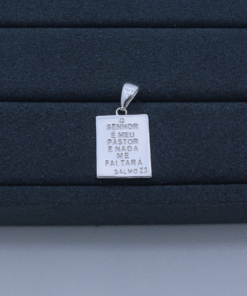 O
SENHOR
É MEU
PASTOR
E NADA
ME
FALTARÁ
SALMO 23